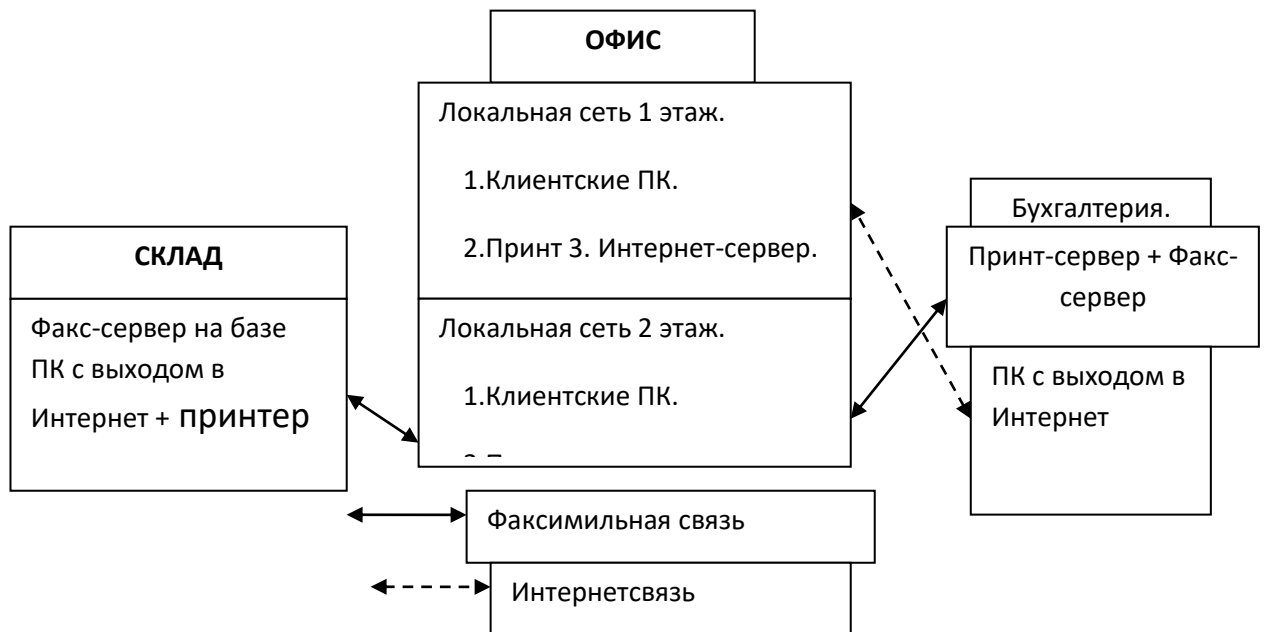 ОФИС
Локальная сеть 1 этаж.
1.Клиентские ПК.
2.Принт 3. Интернет-сервер.
Локальная сеть 2 этаж.
1.Клиентские ПК.
СКЛАД
Факс-сервер на базе
ПК с выходом в
Интернет + принтер
Бухгалтерия.
Принт-сервер + Факс-
сервер
ПК с выходом в
Интернет
Факсимильная связь
Интернетсвязь